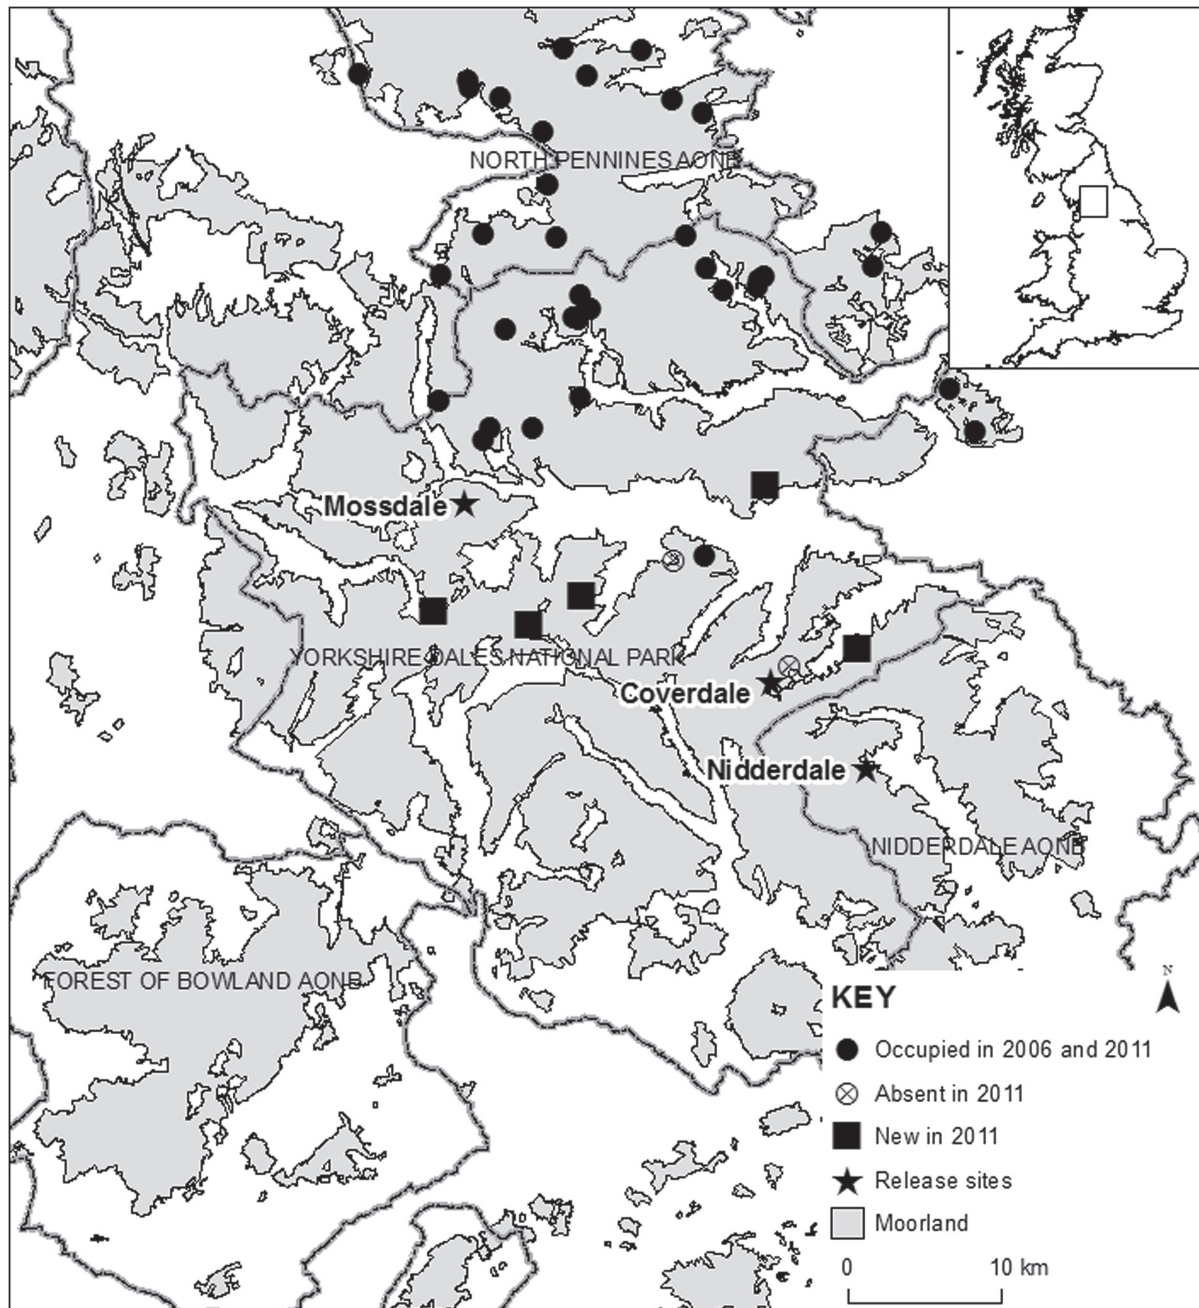 NORTH PENNINES AONB
Mossdale
YORKSHIRE DALES NATIONAL PARK
Coverdale
Nidderdale
NIDDERDALE AONB
FOREST OF BOWLAND AONB
N
KEY
Occupied in 2006 and 2011
Absent in 2011
New in 2011
Release sites
Moorland
0 10 km